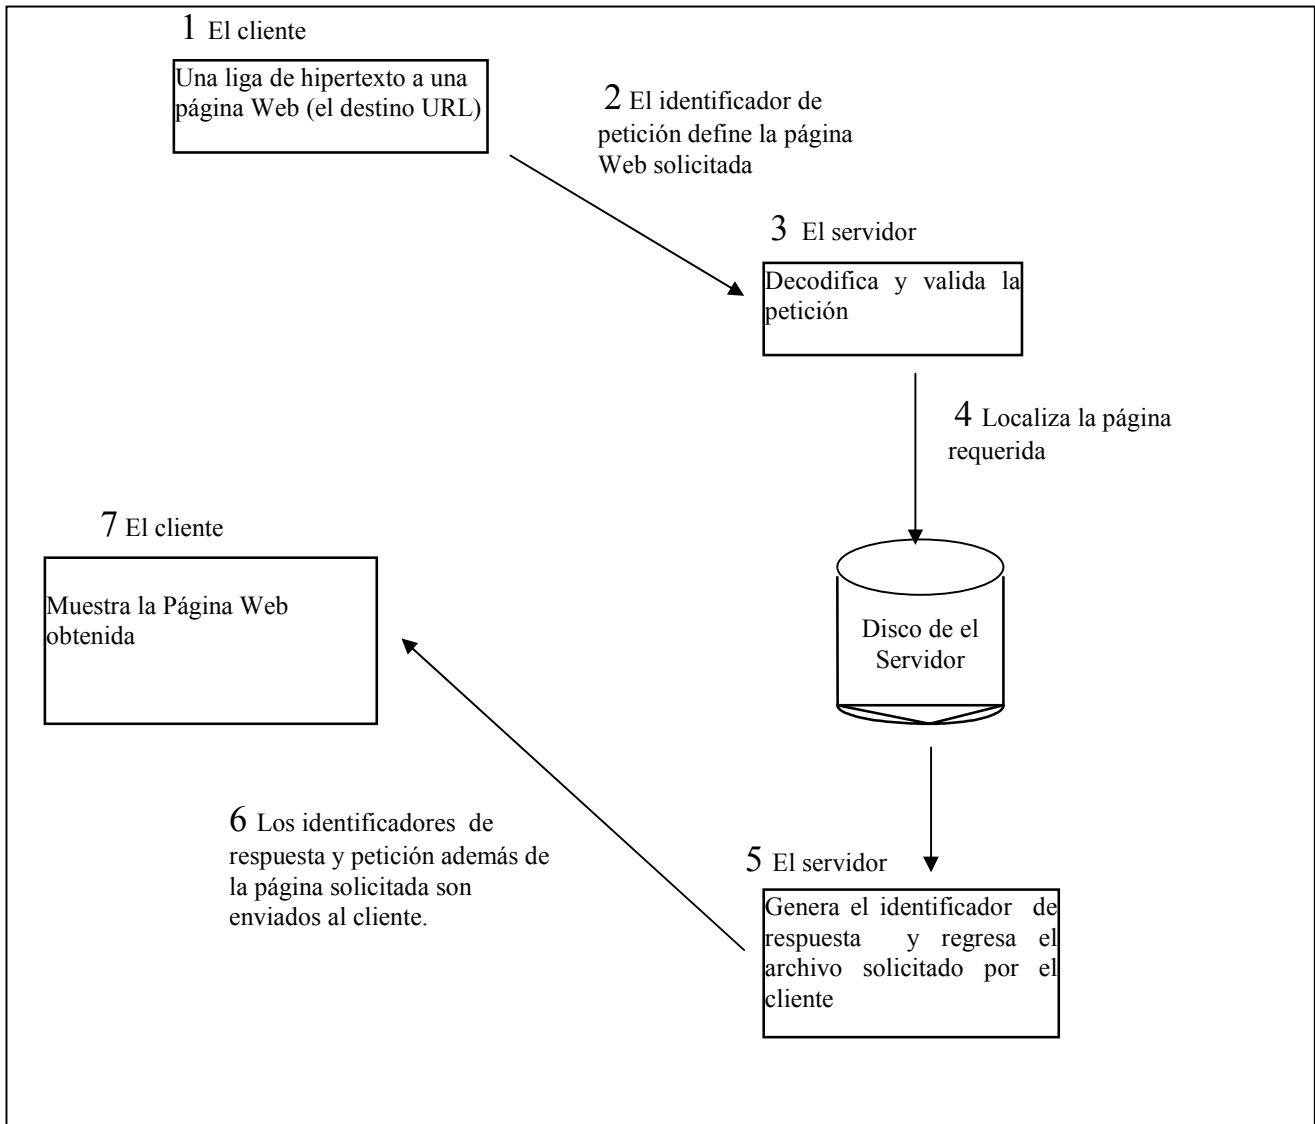 1 El cliente
Una liga de hipertexto a una
página Web (el destino URL)
2 El identificador de
petición define la página
Web solicitada
3 El servidor
Decodifica y valida la
petición
4 Localiza la página
requerida
Disco de el
Servidor
5 El servidor
Genera el identificador de
respuesta y regresa el
archivo solicitado por el
cliente
6 Los identificadores de
respuesta y petición además de
la página solicitada son
enviados al cliente.
7 El cliente
Muestra la Página Web
obtenida